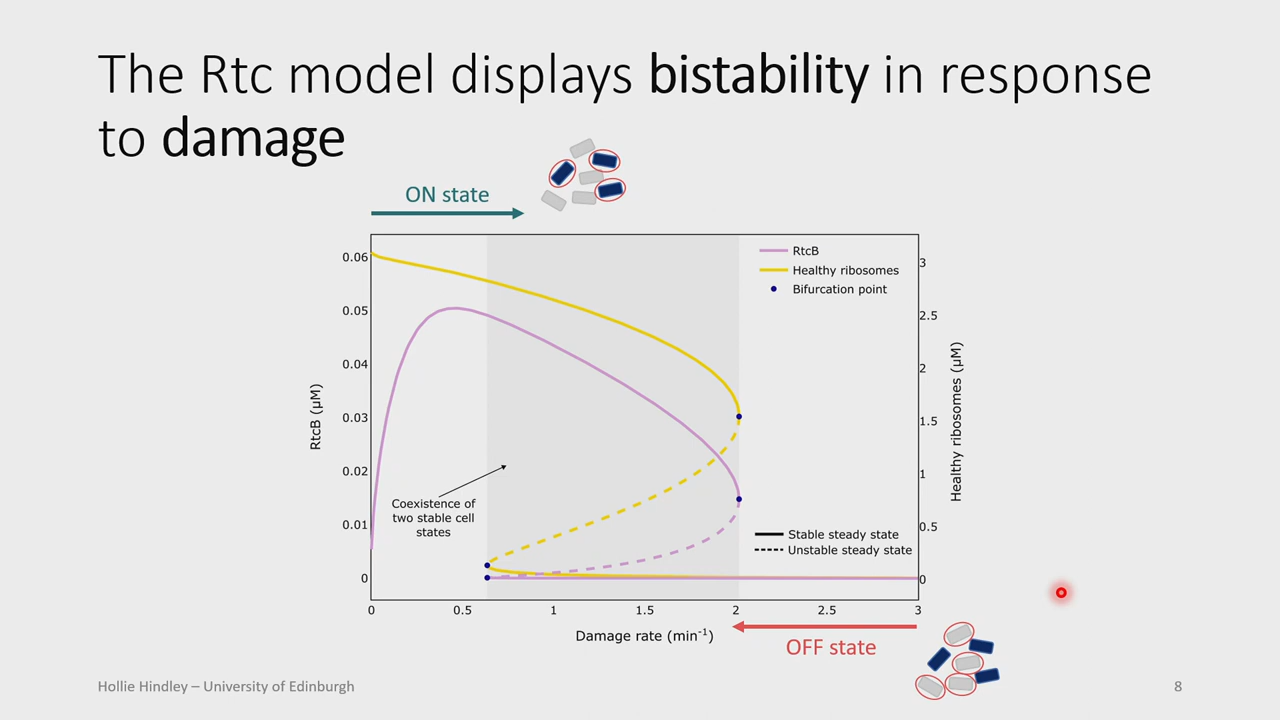 The Rtc model displays bistability in response
to damage
ON state
RtcB
Healthy ribosomes
Bifurcation point
0.06
0.05
0.04
0.03
0.02
0.01
0
RtcB (μM)
3
2.5
2
1.5
1
0.5
0
Healthy ribosomes (μM)
Coexistence of
two stable cell
states
Stable steady state
Unstable steady state
0 0.5 1 1.5 2 2.5 3
Damage rate (min⁻¹)
OFF state
Hollie Hindley – University of Edinburgh
8